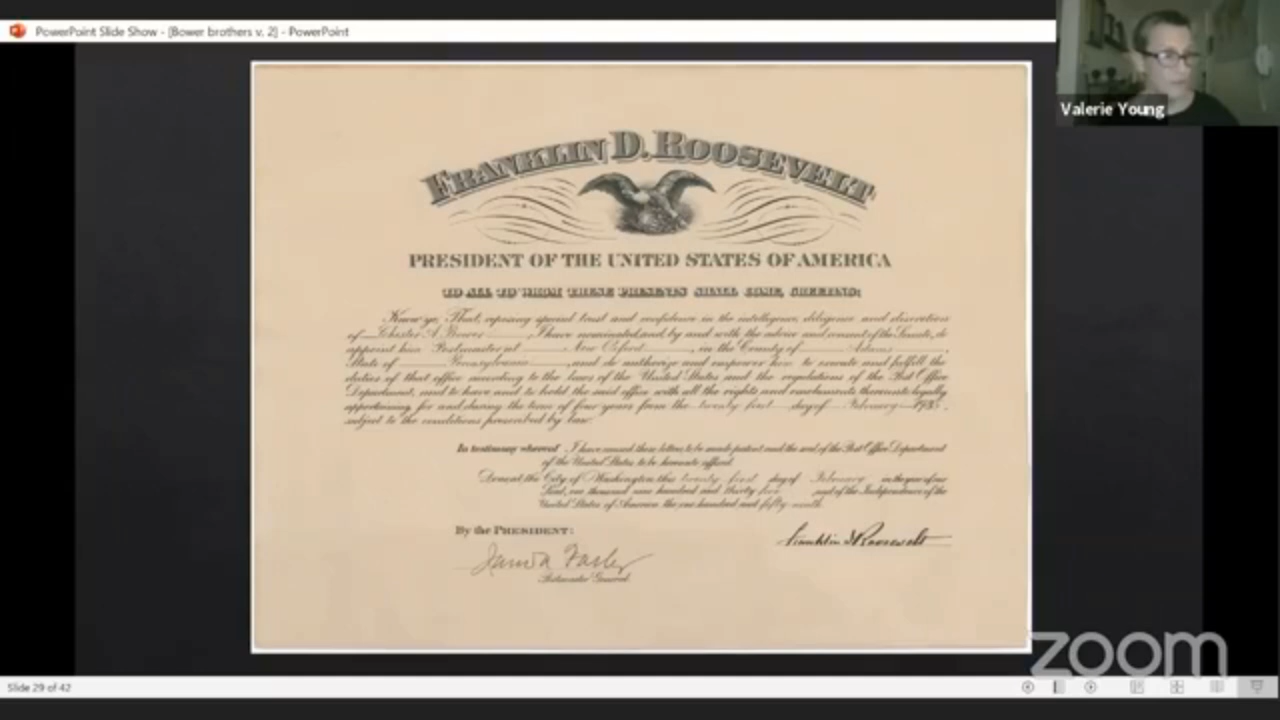 PowerPoint Slide Show - [Bower brothers v. 2] - PowerPoint
Valerie Young
FRANKLIN D. ROOSEVELT
PRESIDENT OF THE UNITED STATES OF AMERICA
TO ALL TO WHOM THESE PRESENTS SHALL COME, GREETING:
Know ye, That, reposing special trust and confidence in the intelligence, diligence and discretion
of Chester A Bower, I have nominated and by and with the advice and consent of the Senate, do
appoint him Postmaster at New Oxford, in the County of Adams,
State of Pennsylvania, and do authorize and empower him to execute and fulfill the
duties of that office according to the laws of the United States and the regulations of the Post Office
Department, and to have and to hold the said office with all the rights and emoluments thereunto legally
appertaining for and during the term of four years from the twenty first day of February 1935,
subject to the conditions prescribed by law.
In testimony whereof I have caused these letters to be made patent and the seal of the Post Office Department
of the United States to be hereunto affixed.
Done at the City of Washington this twenty first day of February in the year of our
Lord, one thousand nine hundred and thirty five and of the Independence of the
United States of America the one hundred and fifty-ninth.
By the PRESIDENT:
Franklin D Roosevelt
James A Farley
Postmaster General.
zoom
Slide 29 of 42